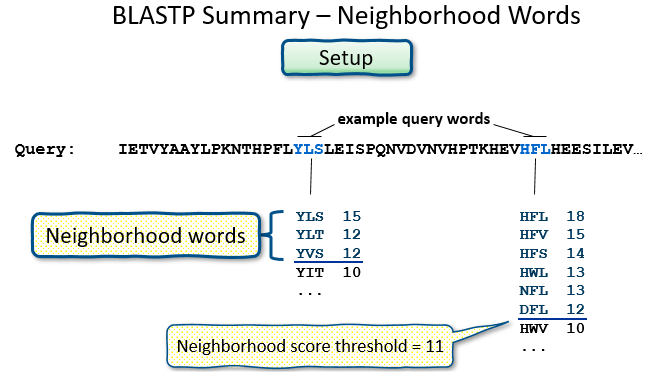 BLASTP Summary – Neighborhood Words
Setup
example query words
Query: IETVYAAYLPKNTHPFLYLSLEISPQNVDVNVHPTKHEVHFLHEESILEV…
Neighborhood words
YLS 15
YLT 12
YVS 12
YIT 10
...
HFL 18
HFV 15
HFS 14
HWL 13
NFL 13
DFL 12
HWV 10
...
Neighborhood score threshold = 11